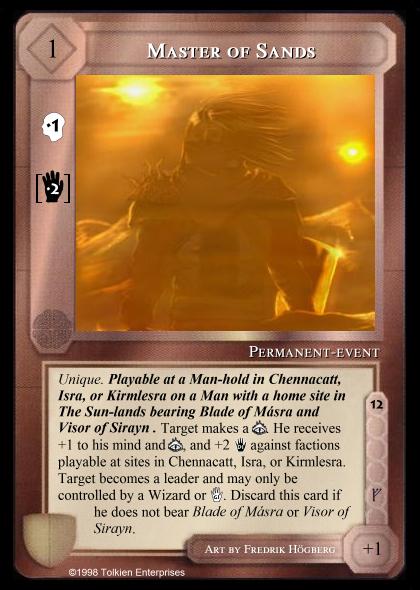 1
MASTER OF SANDS
·1
[·2]
PERMANENT-EVENT
Unique. Playable at a Man-hold in Chennacatt,
Isra, or Kirmlesra on a Man with a home site in
The Sun-lands bearing Blade of Másra and
Visor of Sirayn . Target makes a . He receives
+1 to his mind and , and +2 against factions
playable at sites in Chennacatt, Isra, or Kirmlesra.
Target becomes a leader and may only be
controlled by a Wizard or . Discard this card if
he does not bear Blade of Másra or Visor of
Sirayn.
12
ᚠ
ART BY FREDRIK HÖGBERG
+1
©1998 Tolkien Enterprises